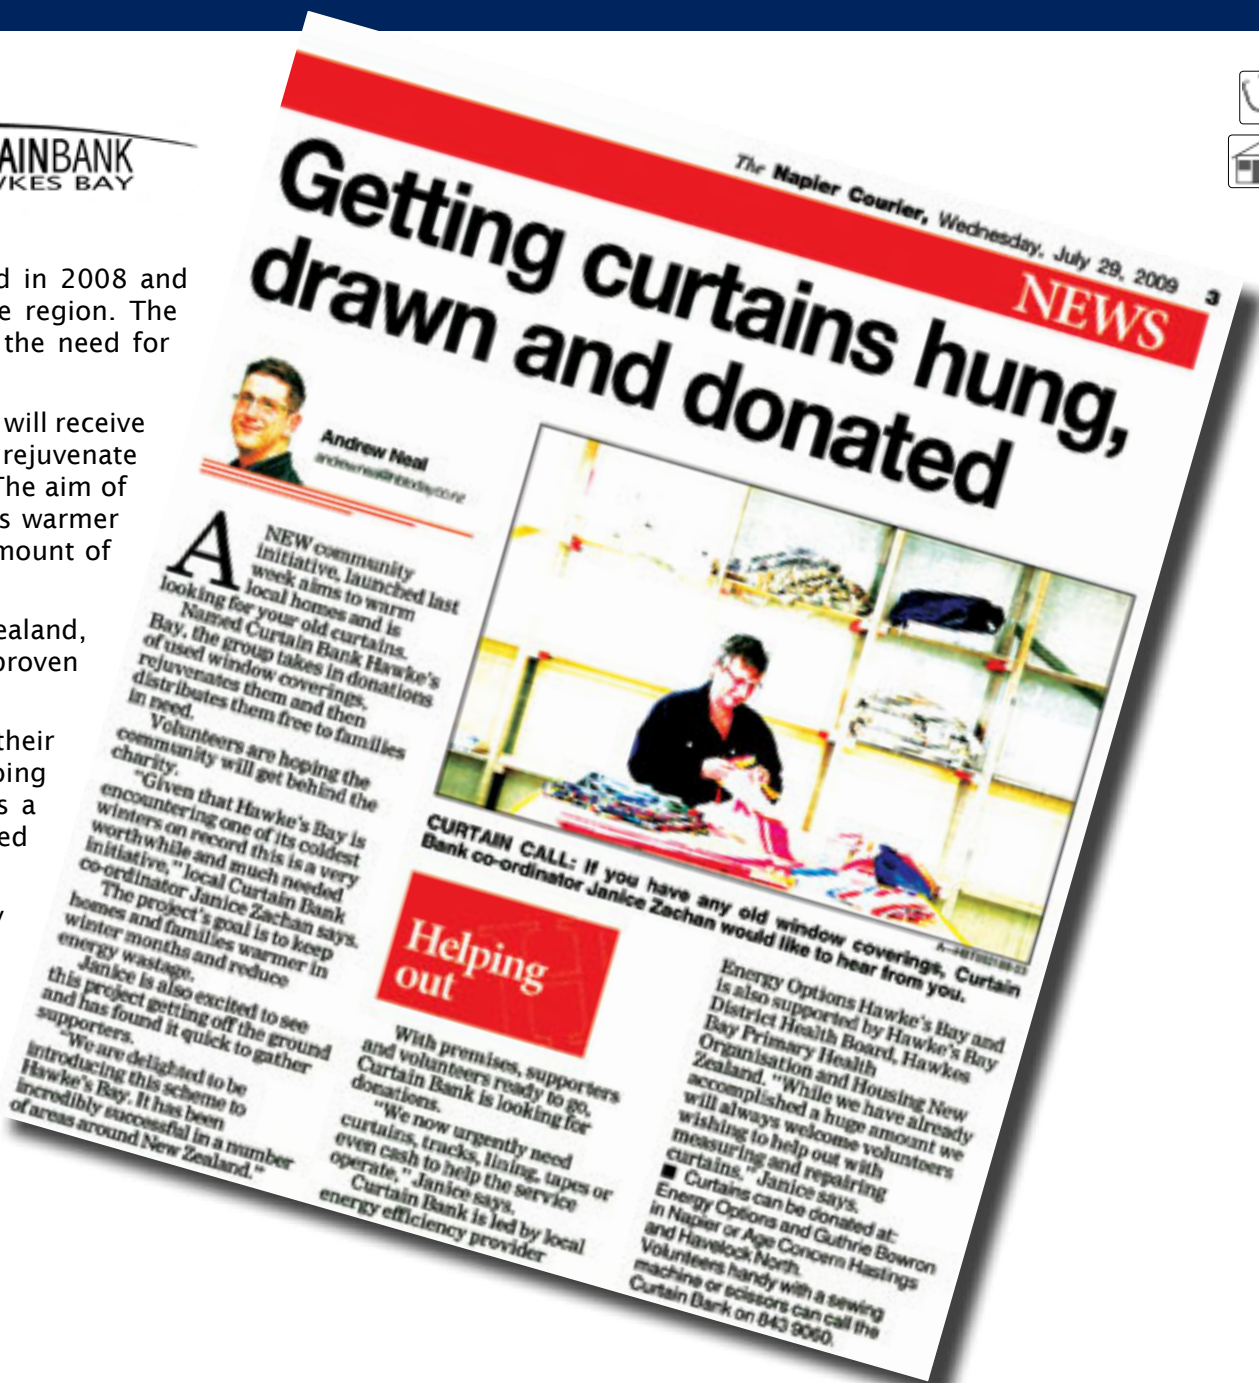 AINBANK
WKES BAY
d in 2008 and
e region. The
the need for
will receive
rejuvenate
The aim of
s warmer
mount of
ealand,
proven
their
ping
s a
ed
The Napier Courier, Wednesday, July 29, 2009 3
NEWS
Getting curtains hung,
drawn and donated
Andrew Neal
A NEW community
initiative, launched last
week aims to warm
local homes and is
looking for your old curtains.
Named Curtain Bank Hawke's
Bay, the group takes in donations
of used window coverings,
rejuvenates them and then
distributes them free to families
in need.
Volunteers are hoping the
community will get behind the
charity.
"Given that Hawke's Bay is
encountering one of its coldest
winters on record this is a very
worthwhile and much needed
initiative," local Curtain Bank
co-ordinator Janice Zachan says.
The project's goal is to keep
homes and families warmer in
winter months and reduce
energy wastage.
Janice is also excited to see
this project getting off the ground
and has found it quick to gather
supporters.
"We are delighted to be
introducing this scheme to
Hawke's Bay. It has been
incredibly successful in a number
of areas around New Zealand."
CURTAIN CALL: If you have any old window coverings, Curtain
Bank co-ordinator Janice Zachan would like to hear from you.
Helping
out
With premises, supporters
and volunteers ready to go,
Curtain Bank is looking for
donations.
"We now urgently need
curtains, tracks, lining, tapes or
even cash to help the service
operate," Janice says.
Curtain Bank is led by local
energy efficiency provider
Energy Options Hawke's Bay and
is also supported by Hawke's Bay
District Health Board, Hawkes
Bay Primary Health
Organisation and Housing New
Zealand. "While we have already
accomplished a huge amount we
will always welcome volunteers
wishing to help out with
measuring and repairing
curtains," Janice says.
■ Curtains can be donated at:
Energy Options and Guthrie Bowron
in Napier or Age Concern Hastings
and Havelock North.
Volunteers handy with a sewing
machine or scissors can call the
Curtain Bank on 843 9060.